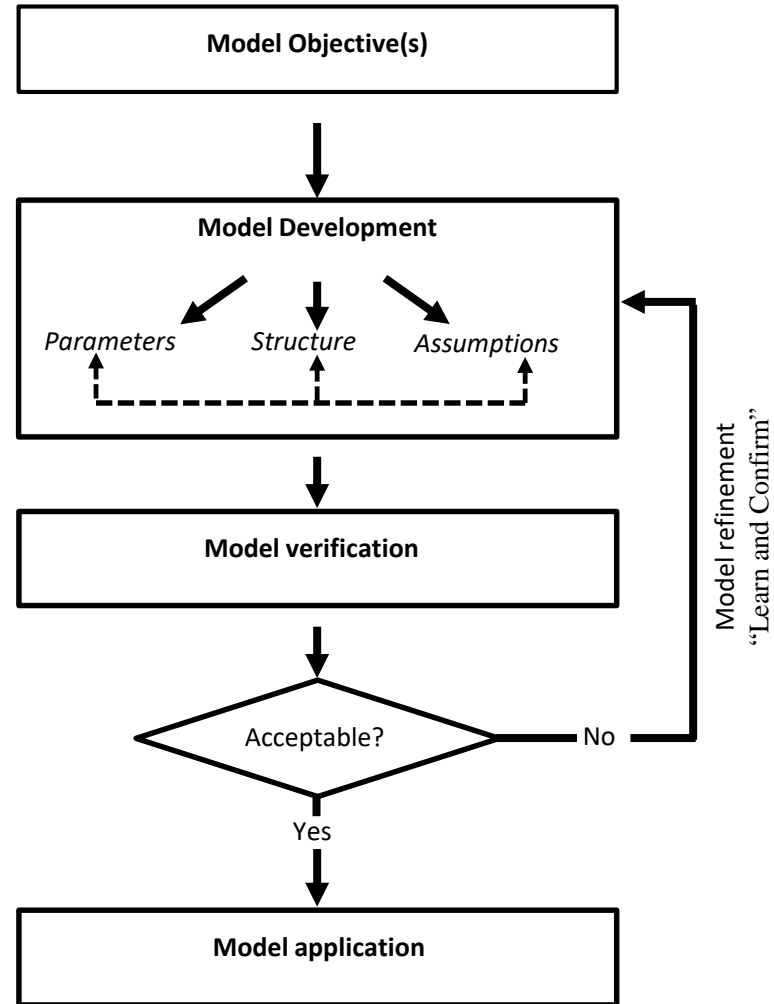 Model Objective(s)
Model Development
Parameters Structure Assumptions
Model verification
Acceptable?
No
Model refinement
“Learn and Confirm”
Yes
Model application